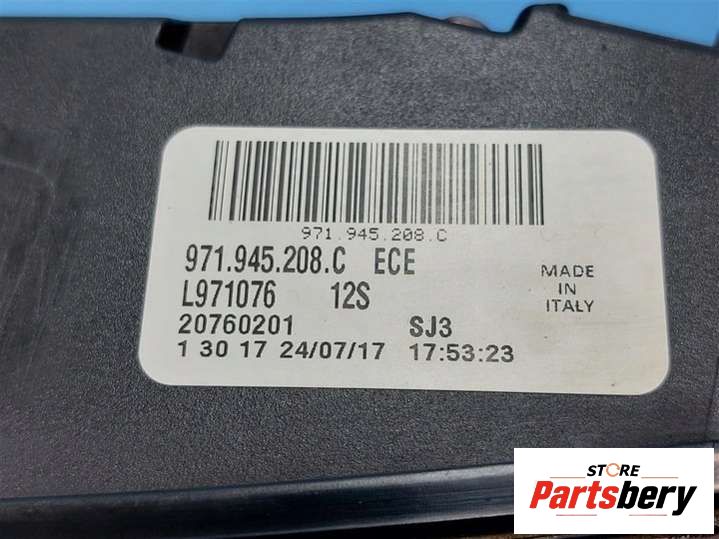 971.945.208.C
971.945.208.C ECE
L971076 12S
20760201 SJ3
1 30 17 24/07/17 17:53:23
MADE
IN
ITALY
STORE
Partsbery